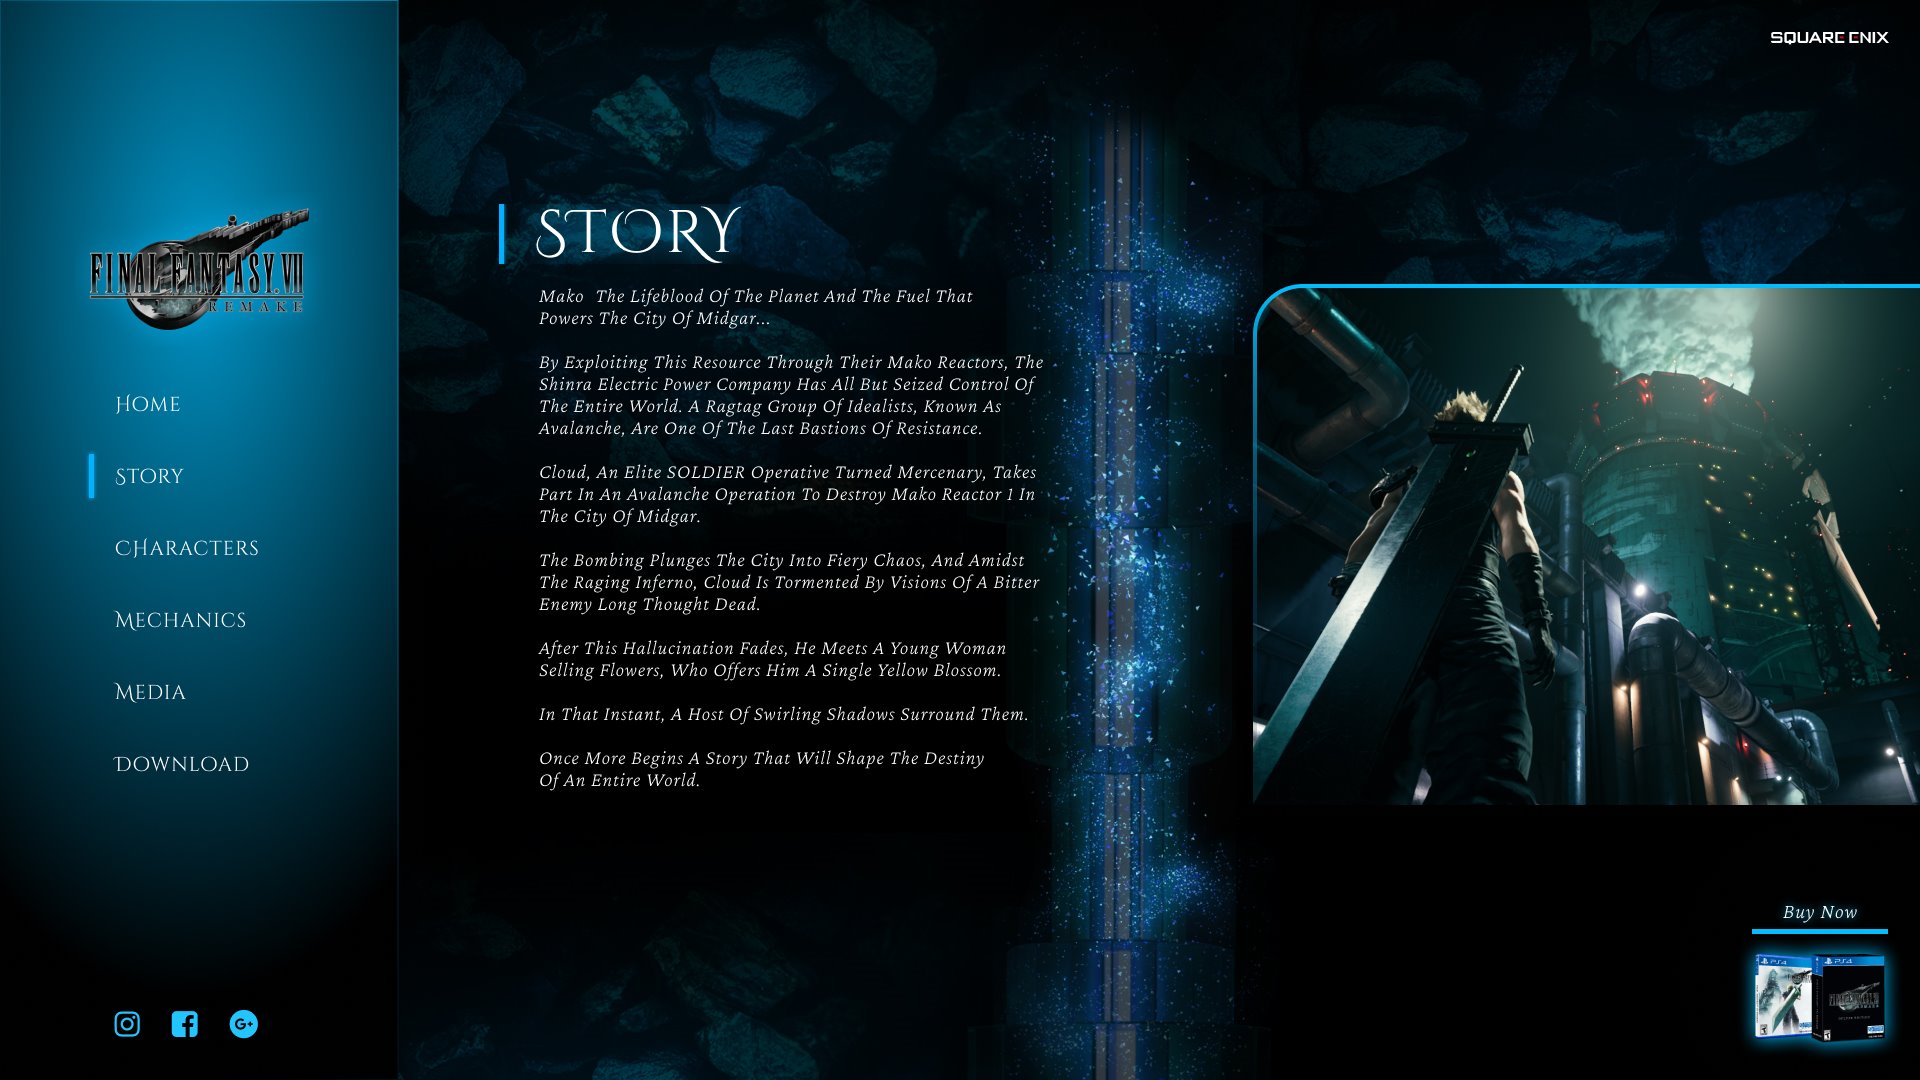 SQUARE ENIX
FINAL FANTASY VII
REMAKE
HOME
STORY
CHARACTERS
MECHANICS
MEDIA
DOWNLOAD
STORY
Mako  The Lifeblood Of The Planet And The Fuel That
Powers The City Of Midgar...
By Exploiting This Resource Through Their Mako Reactors, The
Shinra Electric Power Company Has All But Seized Control Of
The Entire World. A Ragtag Group Of Idealists, Known As
Avalanche, Are One Of The Last Bastions Of Resistance.
Cloud, An Elite SOLDIER Operative Turned Mercenary, Takes
Part In An Avalanche Operation To Destroy Mako Reactor 1 In
The City Of Midgar.
The Bombing Plunges The City Into Fiery Chaos, And Amidst
The Raging Inferno, Cloud Is Tormented By Visions Of A Bitter
Enemy Long Thought Dead.
After This Hallucination Fades, He Meets A Young Woman
Selling Flowers, Who Offers Him A Single Yellow Blossom.
In That Instant, A Host Of Swirling Shadows Surround Them.
Once More Begins A Story That Will Shape The Destiny
Of An Entire World.
Buy Now
PS4
PS4
G+